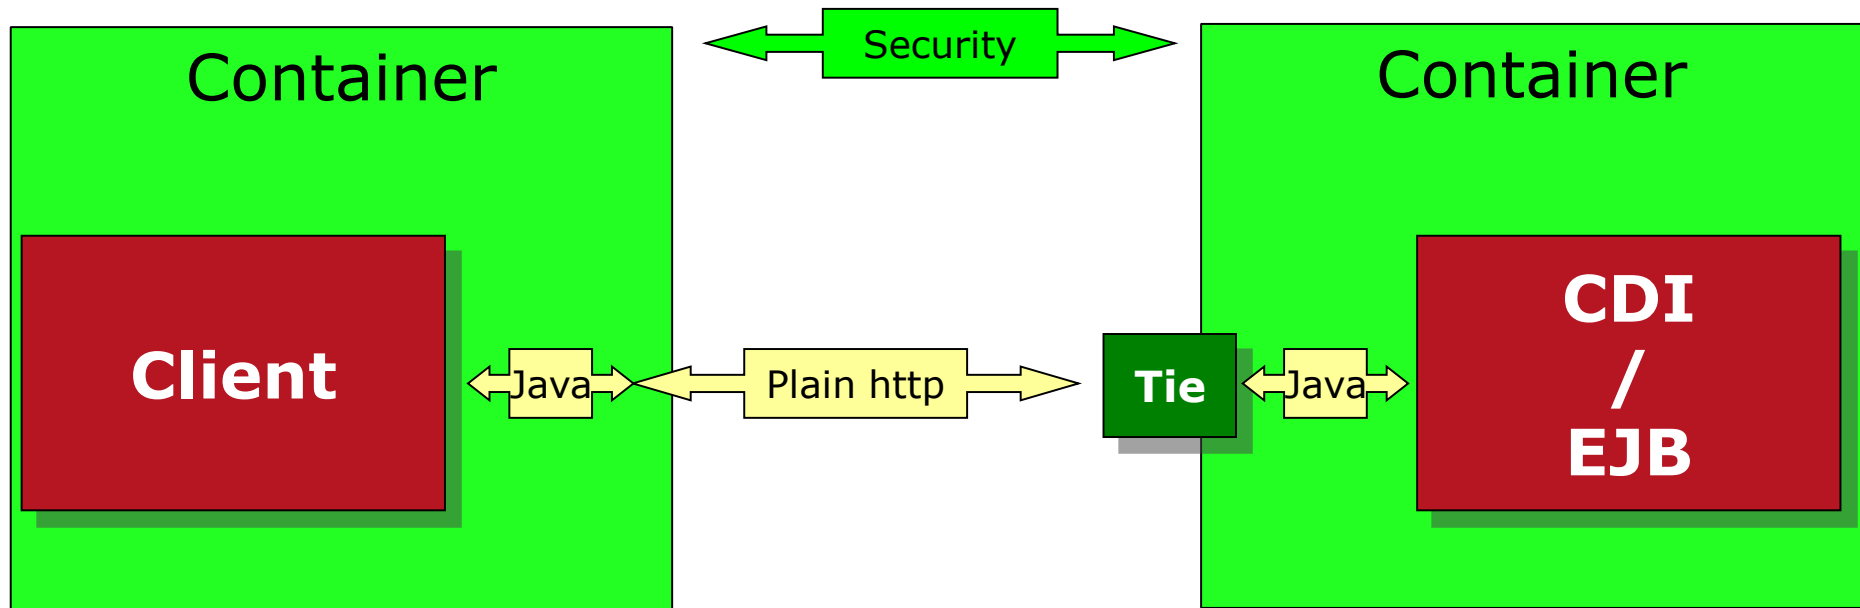 Security
Container
Container
Client
Java
Plain http
Tie
Java
CDI
/
EJB